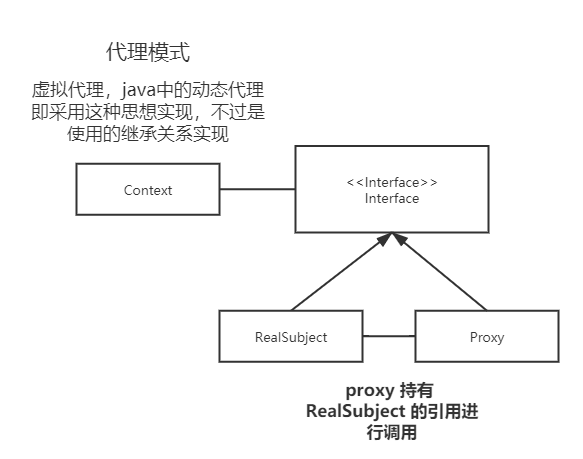 代理模式
虚拟代理，java中的动态代理
即采用这种思想实现，不过是
使用的继承关系实现
Context
<<Interface>>
Interface
RealSubject
Proxy
proxy 持有
RealSubject 的引用进
行调用